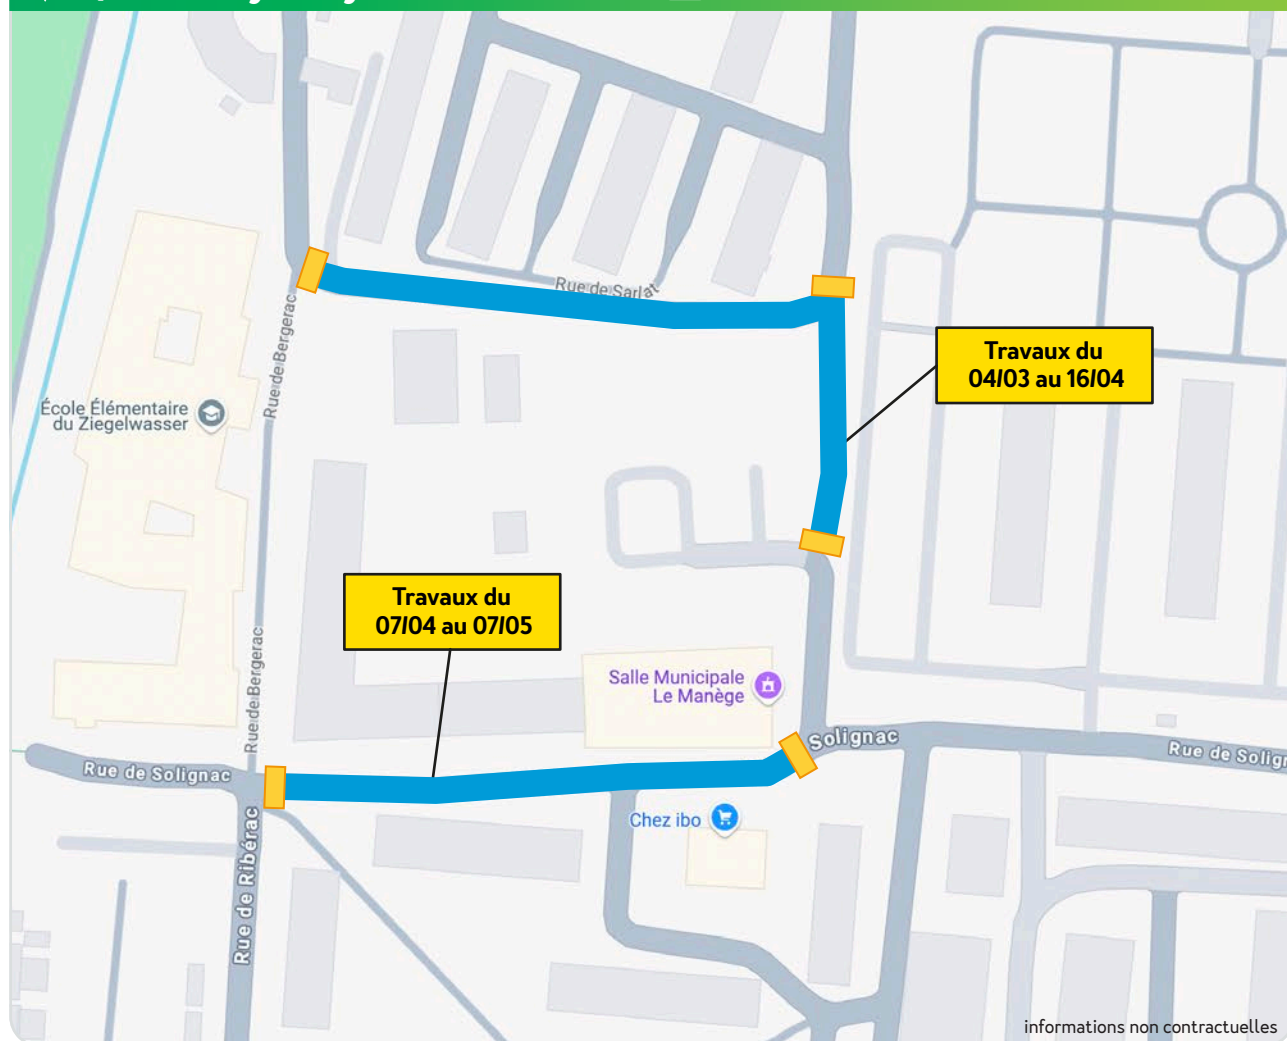 Rue de Sarlat
Rue de Bergerac
Travaux du
04/03 au 16/04
École Élémentaire
du Ziegelwasser
Travaux du
07/04 au 07/05
Rue de Bergerac
Salle Municipale
Le Manège
Solignac
Rue de Solig
Rue de Solignac
Chez ibo
Rue de Ribérac
informations non contractuelles